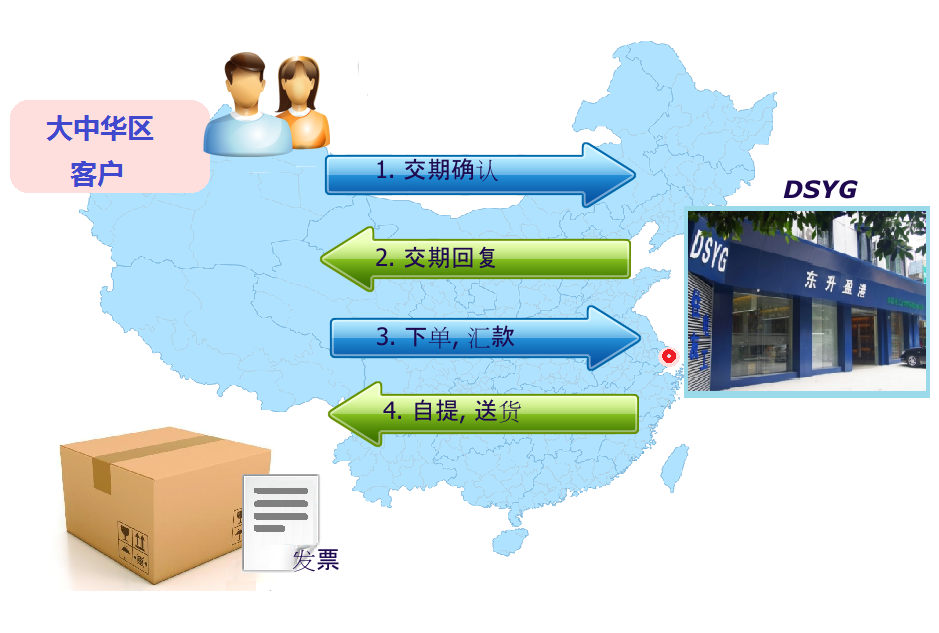 大中华区
客户
1. 交期确认
DSYG
2. 交期回复
DSYG
东升盈港
3. 下单, 汇款
4. 自提, 送货
发票